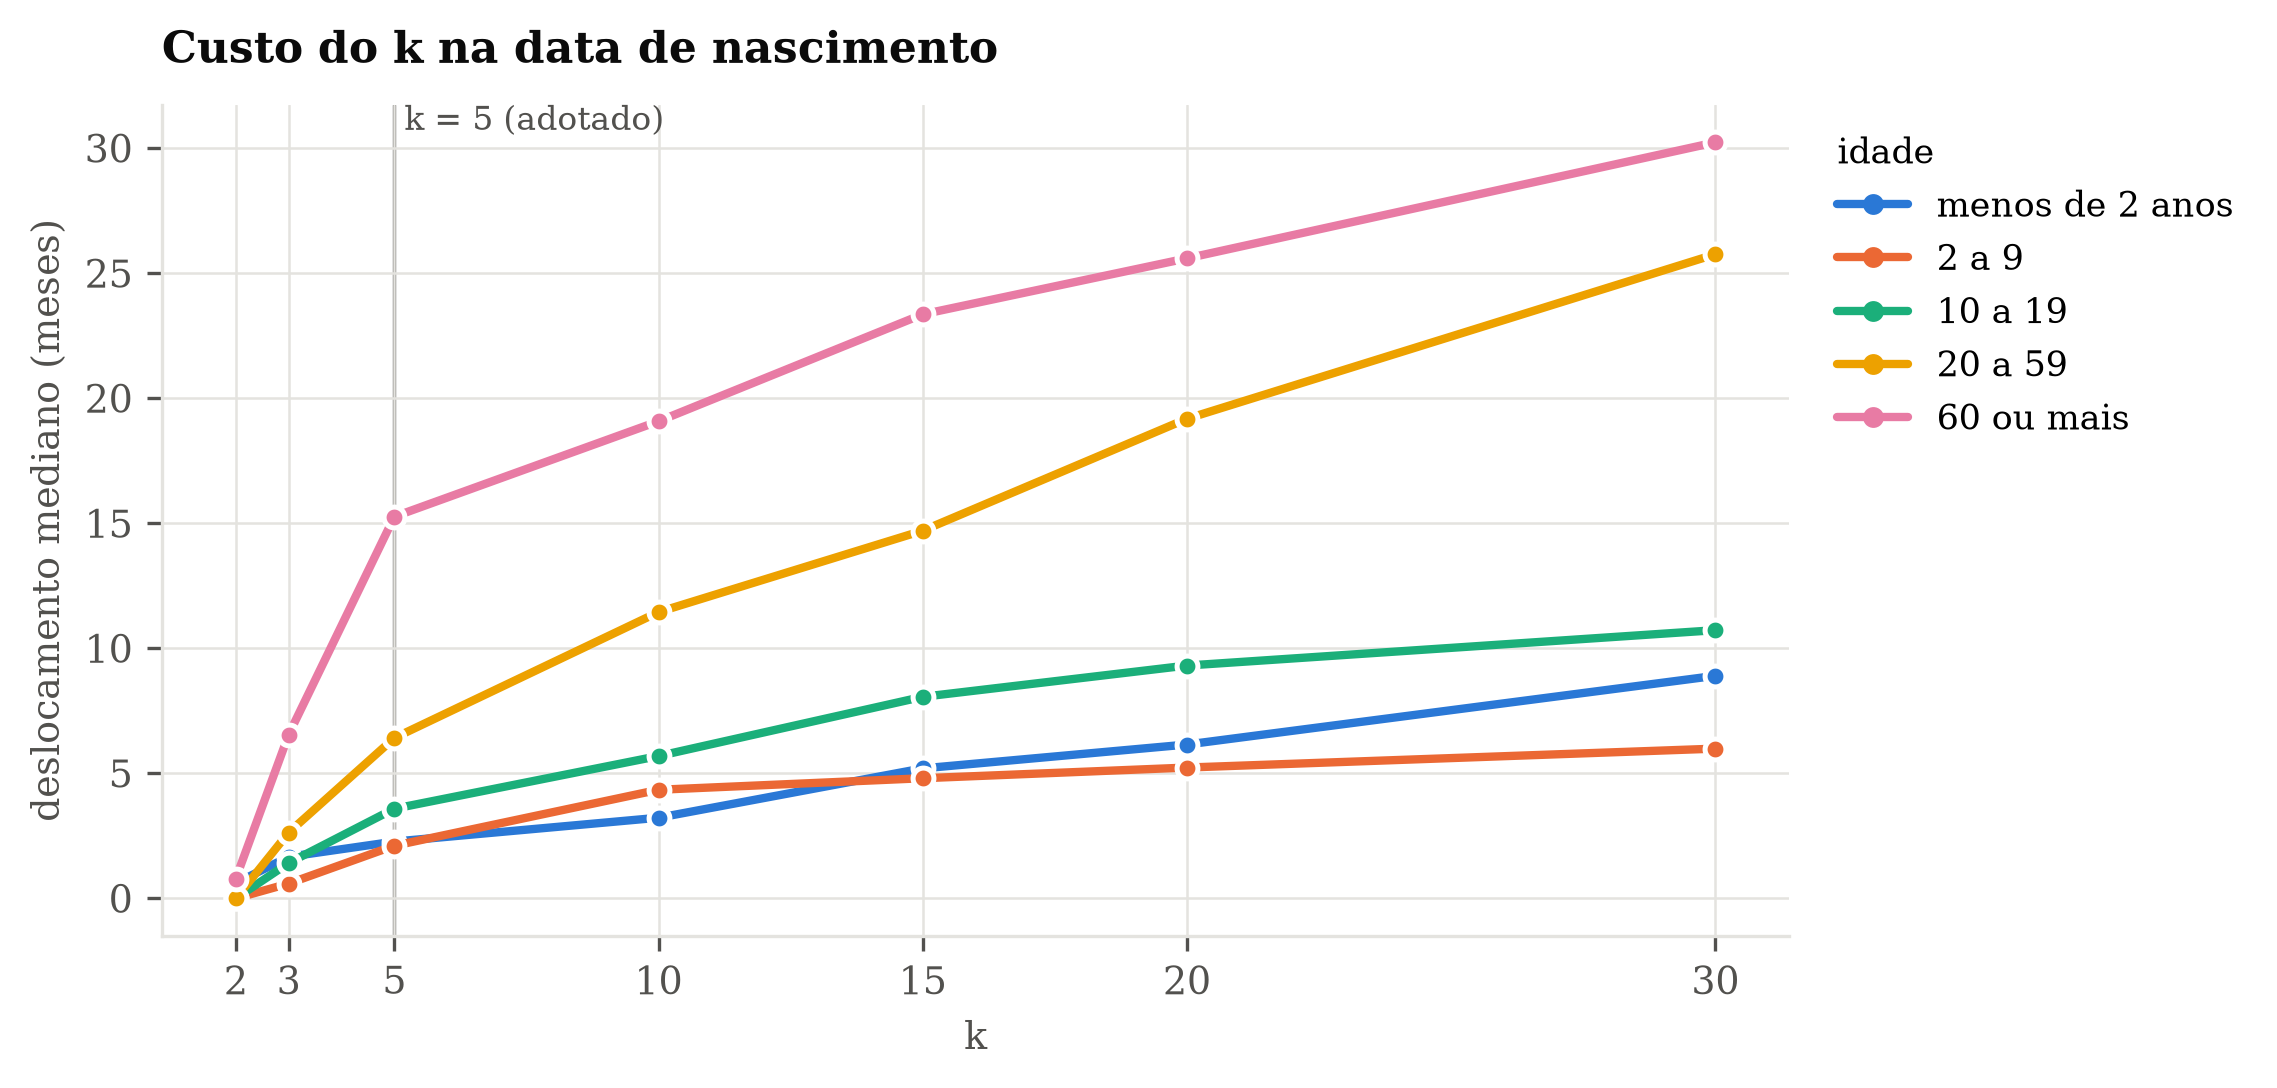 Custo do k na data de nascimento
k = 5 (adotado)
deslocamento mediano (meses)
30
25
20
15
10
5
0
2 3 5 10 15 20 30
k
idade
menos de 2 anos
2 a 9
10 a 19
20 a 59
60 ou mais